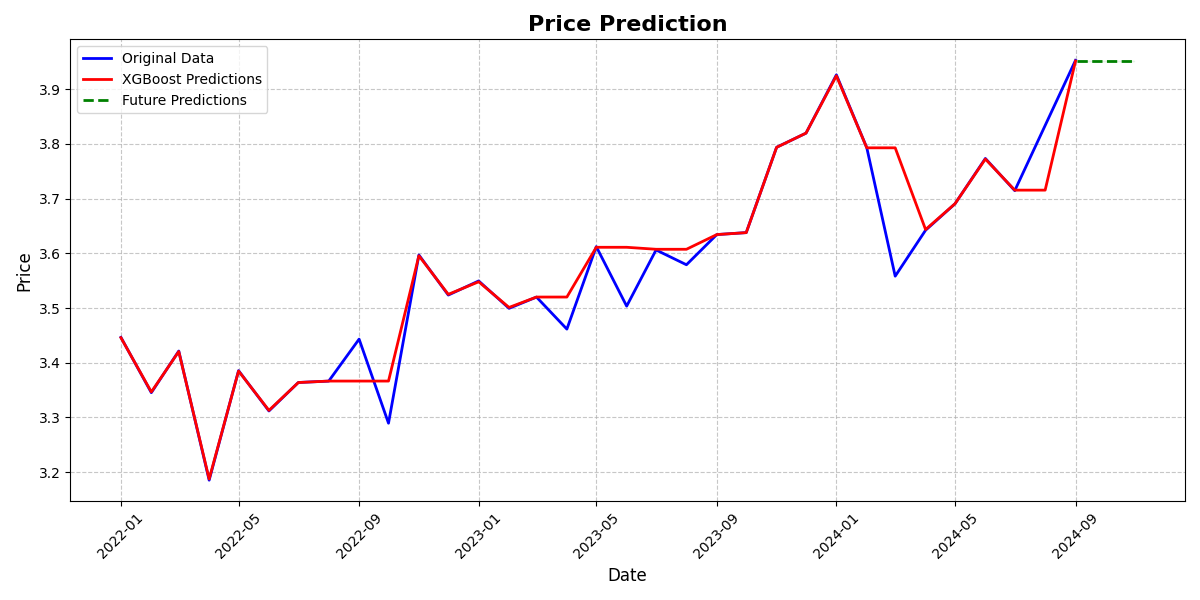 Price Prediction
Original Data
XGBoost Predictions
Future Predictions
Price
3.9
3.8
3.7
3.6
3.5
3.4
3.3
3.2
2022-01
2022-05
2022-09
2023-01
2023-05
2023-09
2024-01
2024-05
2024-09
Date